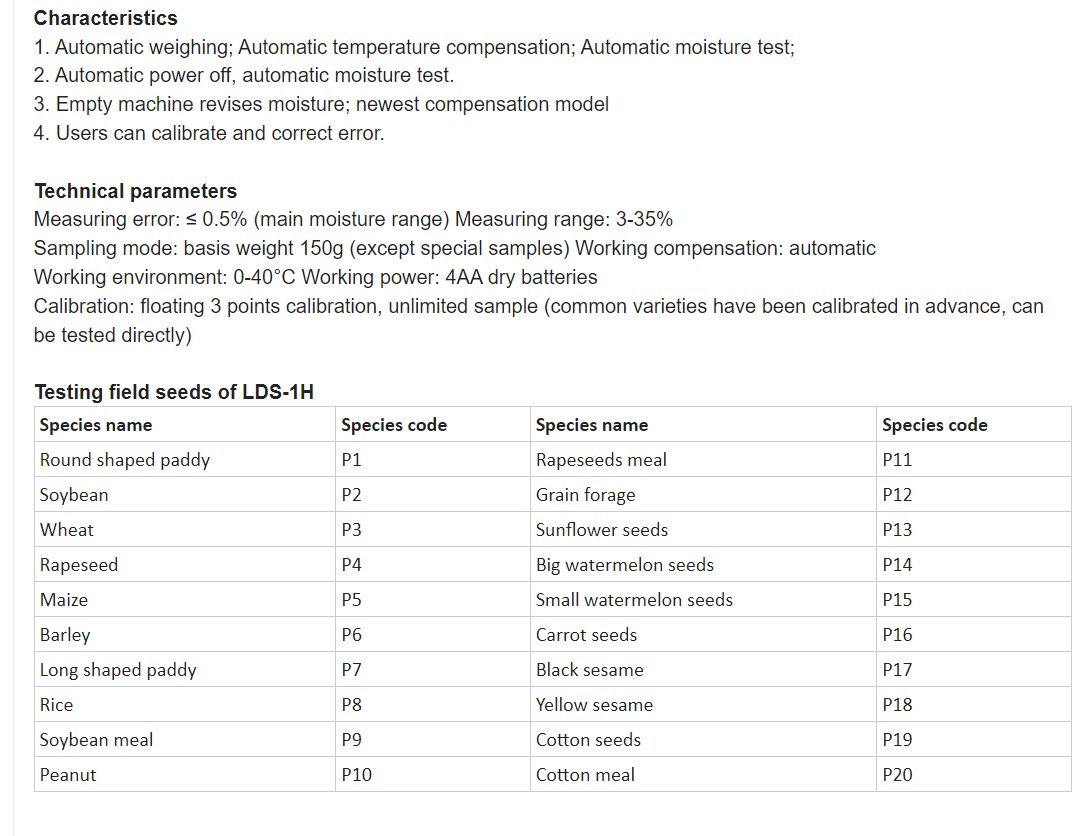 Characteristics
1. Automatic weighing; Automatic temperature compensation; Automatic moisture test;
2. Automatic power off, automatic moisture test.
3. Empty machine revises moisture; newest compensation model
4. Users can calibrate and correct error.
Technical parameters
Measuring error: ≤ 0.5% (main moisture range) Measuring range: 3-35%
Sampling mode: basis weight 150g (except special samples) Working compensation: automatic
Working environment: 0-40°C Working power: 4AA dry batteries
Calibration: floating 3 points calibration, unlimited sample (common varieties have been calibrated in advance, can
be tested directly)
Testing field seeds of LDS-1H
Species name Species code Species name Species code
Round shaped paddy P1 Rapeseeds meal P11
Soybean P2 Grain forage P12
Wheat P3 Sunflower seeds P13
Rapeseed P4 Big watermelon seeds P14
Maize P5 Small watermelon seeds P15
Barley P6 Carrot seeds P16
Long shaped paddy P7 Black sesame P17
Rice P8 Yellow sesame P18
Soybean meal P9 Cotton seeds P19
Peanut P10 Cotton meal P20